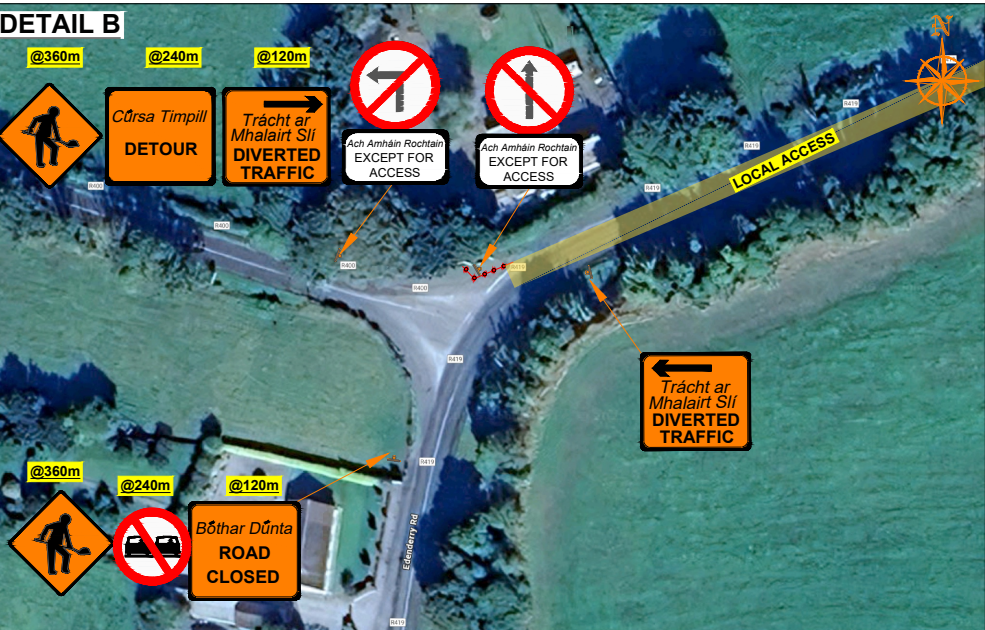 DETAIL B
N
@360m
@240m
@120m
Cúrsa Timpill
DETOUR
Trácht ar
Mhalairt Slí
DIVERTED
TRAFFIC
Ach Amháin Rochtain
EXCEPT FOR
ACCESS
Ach Amháin Rochtain
EXCEPT FOR
ACCESS
R419
R419
R419
LOCAL ACCESS
R400
R400
R400
R400
R419
R419
Trácht ar
Mhalairt Slí
DIVERTED
TRAFFIC
R419
Edenderry Rd
R419
@360m
@240m
@120m
Bóthar Dúnta
ROAD
CLOSED